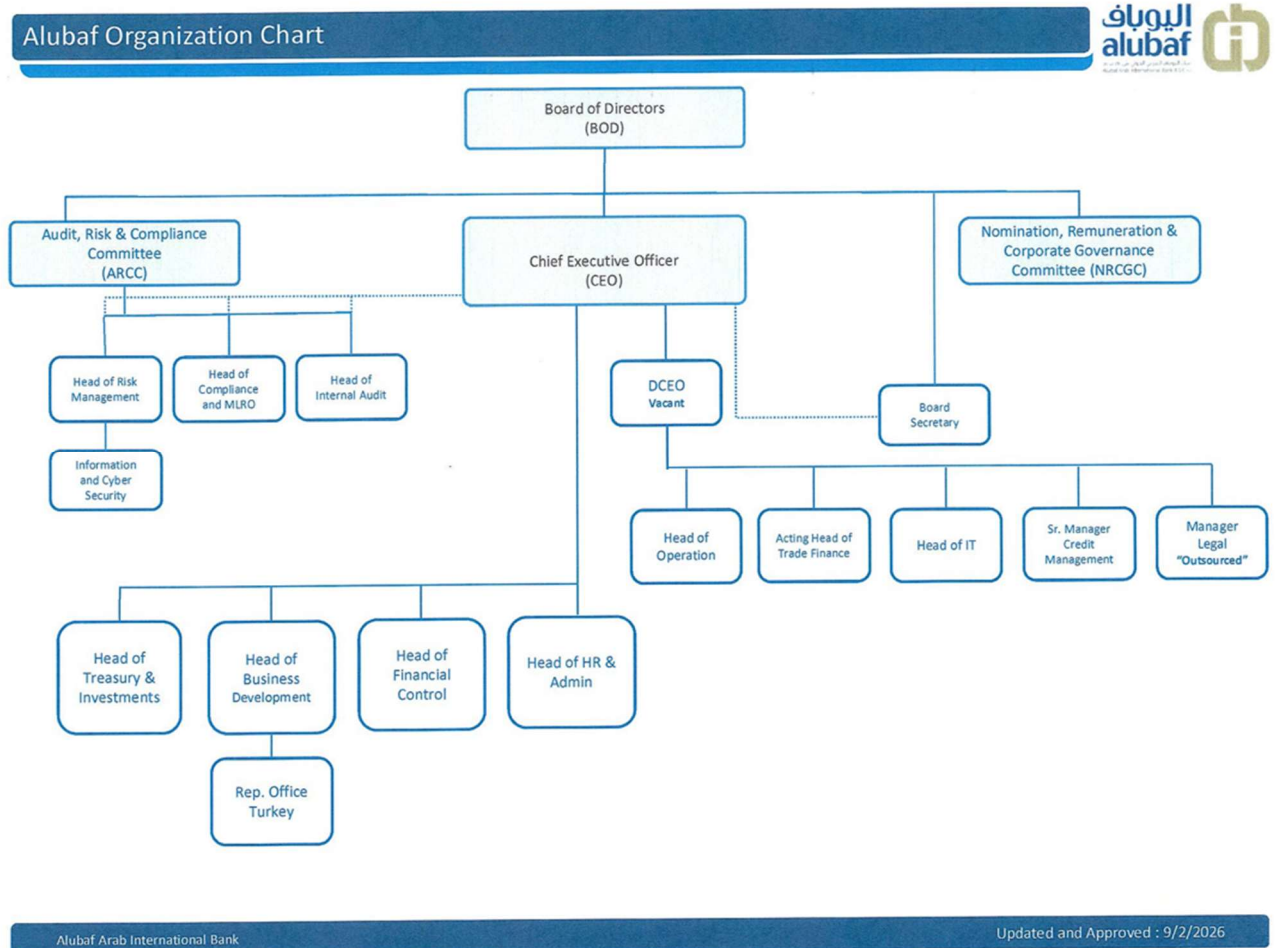 Alubaf Organization Chart
اليوباف
alubaf
Board of Directors
(BOD)
Audit, Risk & Compliance
Committee
(ARCC)
Chief Executive Officer
(CEO)
Nomination, Remuneration &
Corporate Governance
Committee (NRCGC)
Head of Risk
Management
Head of
Compliance
and MLRO
Head of
Internal Audit
DCEO
Vacant
Board
Secretary
Information
and Cyber
Security
Head of
Operation
Acting Head of
Trade Finance
Head of IT
Sr. Manager
Credit
Management
Manager
Legal
“Outsourced”
Head of
Treasury &
Investments
Head of
Business
Development
Head of
Financial
Control
Head of HR &
Admin
Rep. Office
Turkey
Alubaf Arab International Bank
Updated and Approved : 9/2/2026